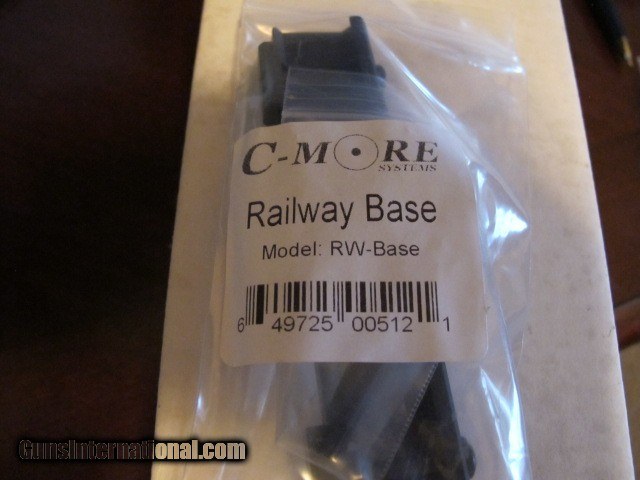 C-MORE
SYSTEMS
Railway Base
Model: RW-Base
6 49725 00512 1
GunsInternational.com